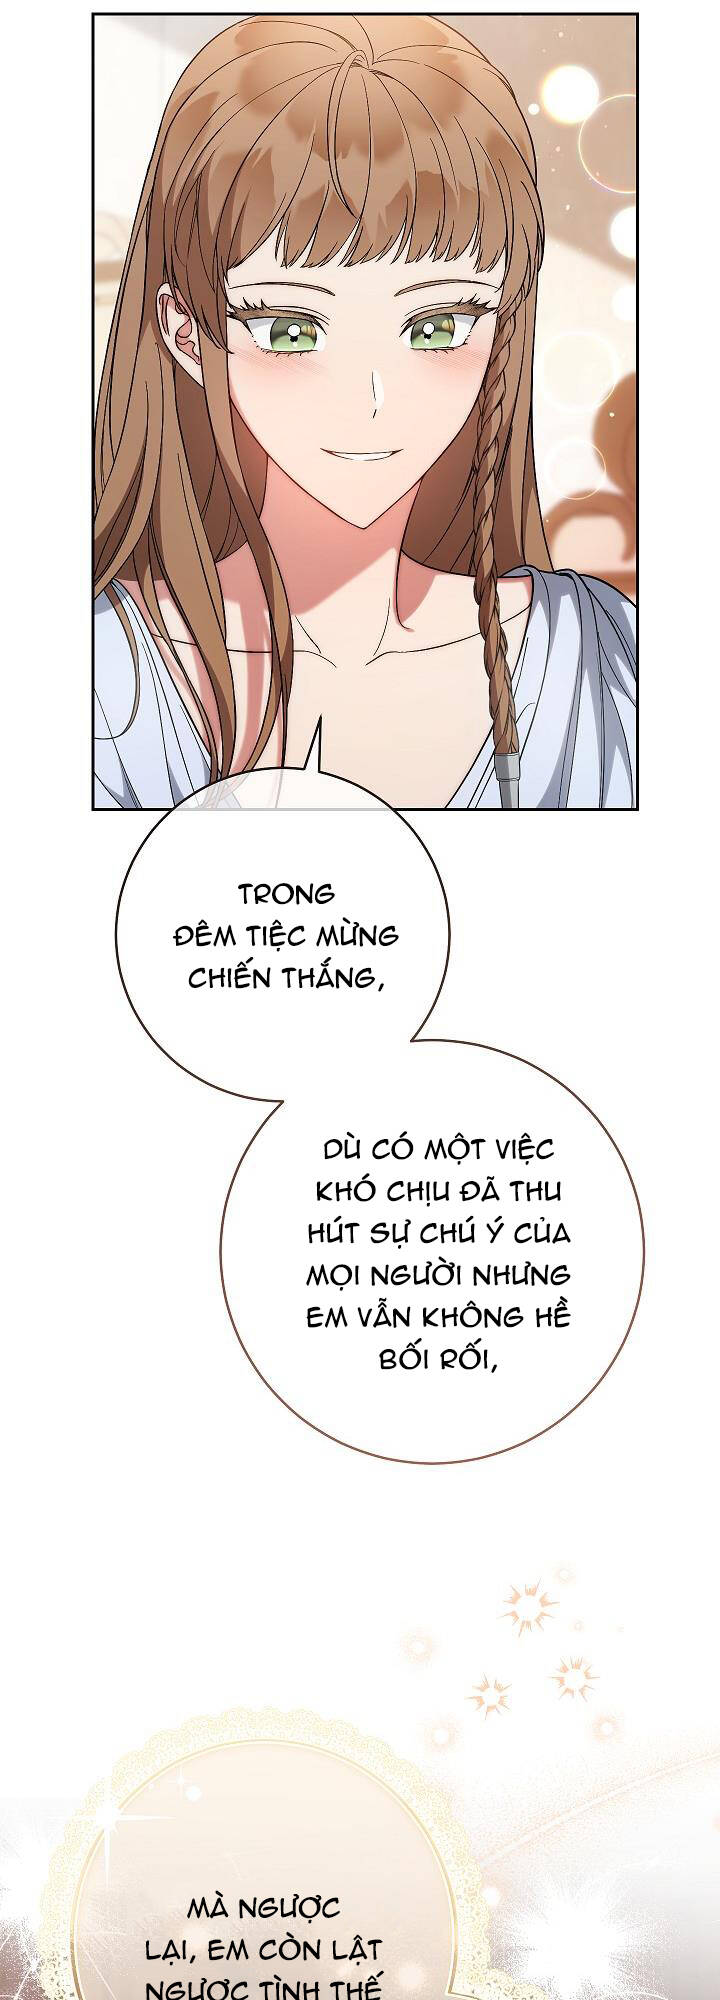 TRONG
ĐÊM TIỆC MỪNG
CHIẾN THẮNG,
DÙ CÓ MỘT VIỆC
KHÓ CHỊU ĐÃ THU
HÚT SỰ CHÚ Ý CỦA
MỌI NGƯỜI NHƯNG
EM VẪN KHÔNG HỀ
BỐI RỐI,
MÀ NGƯỢC
LẠI, EM CÒN LẬT
NGƯỢC TÌNH THẾ